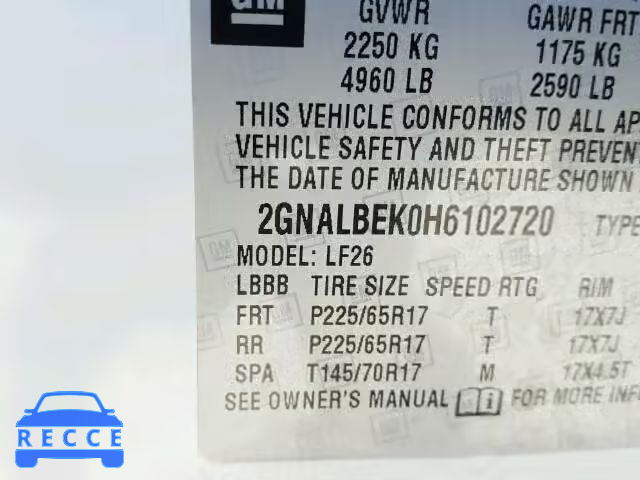 GM
GVWR GAWR FRT
2250 KG 1175 KG
4960 LB 2590 LB
THIS VEHICLE CONFORMS TO ALL AP
VEHICLE SAFETY AND THEFT PREVENT
THE DATE OF MANUFACTURE SHOWN
2GNALBEK0H6102720 TYPE
MODEL: LF26
LBBB TIRE SIZE SPEED RTG RIM
FRT P225/65R17 T 17X7J
RR P225/65R17 T 17X7J
SPA T145/70R17 M 17X4.5T
SEE OWNER'S MANUAL FOR MORE INF
RECCE